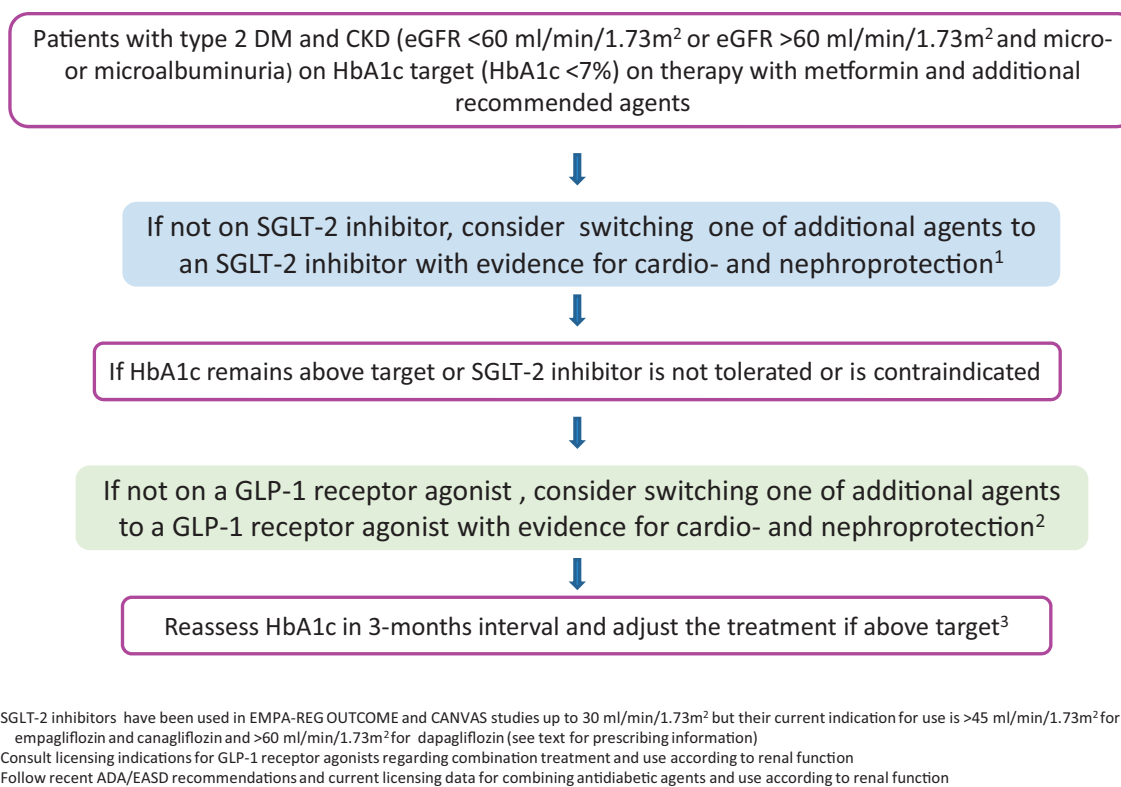 Patients with type 2 DM and CKD (eGFR <60 ml/min/1.73m² or eGFR >60 ml/min/1.73m² and micro-
or microalbuminuria) on HbA1c target (HbA1c <7%) on therapy with metformin and additional
recommended agents
If not on SGLT-2 inhibitor, consider switching one of additional agents to
an SGLT-2 inhibitor with evidence for cardio- and nephroprotection¹
If HbA1c remains above target or SGLT-2 inhibitor is not tolerated or is contraindicated
If not on a GLP-1 receptor agonist , consider switching one of additional agents
to a GLP-1 receptor agonist with evidence for cardio- and nephroprotection²
Reassess HbA1c in 3-months interval and adjust the treatment if above target³
SGLT-2 inhibitors have been used in EMPA-REG OUTCOME and CANVAS studies up to 30 ml/min/1.73m² but their current indication for use is >45 ml/min/1.73m² for
empagliflozin and canagliflozin and >60 ml/min/1.73m² for dapagliflozin (see text for prescribing information)
Consult licensing indications for GLP-1 receptor agonists regarding combination treatment and use according to renal function
Follow recent ADA/EASD recommendations and current licensing data for combining antidiabetic agents and use according to renal function